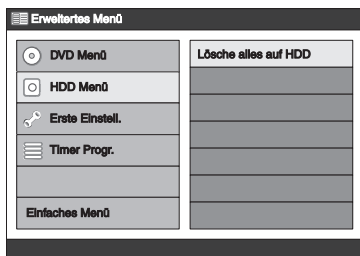 Erweitertes Menü
DVD Menü
Lösche alles auf HDD
HDD Menü
Erste Einstell.
Timer Progr.
Einfaches Menü